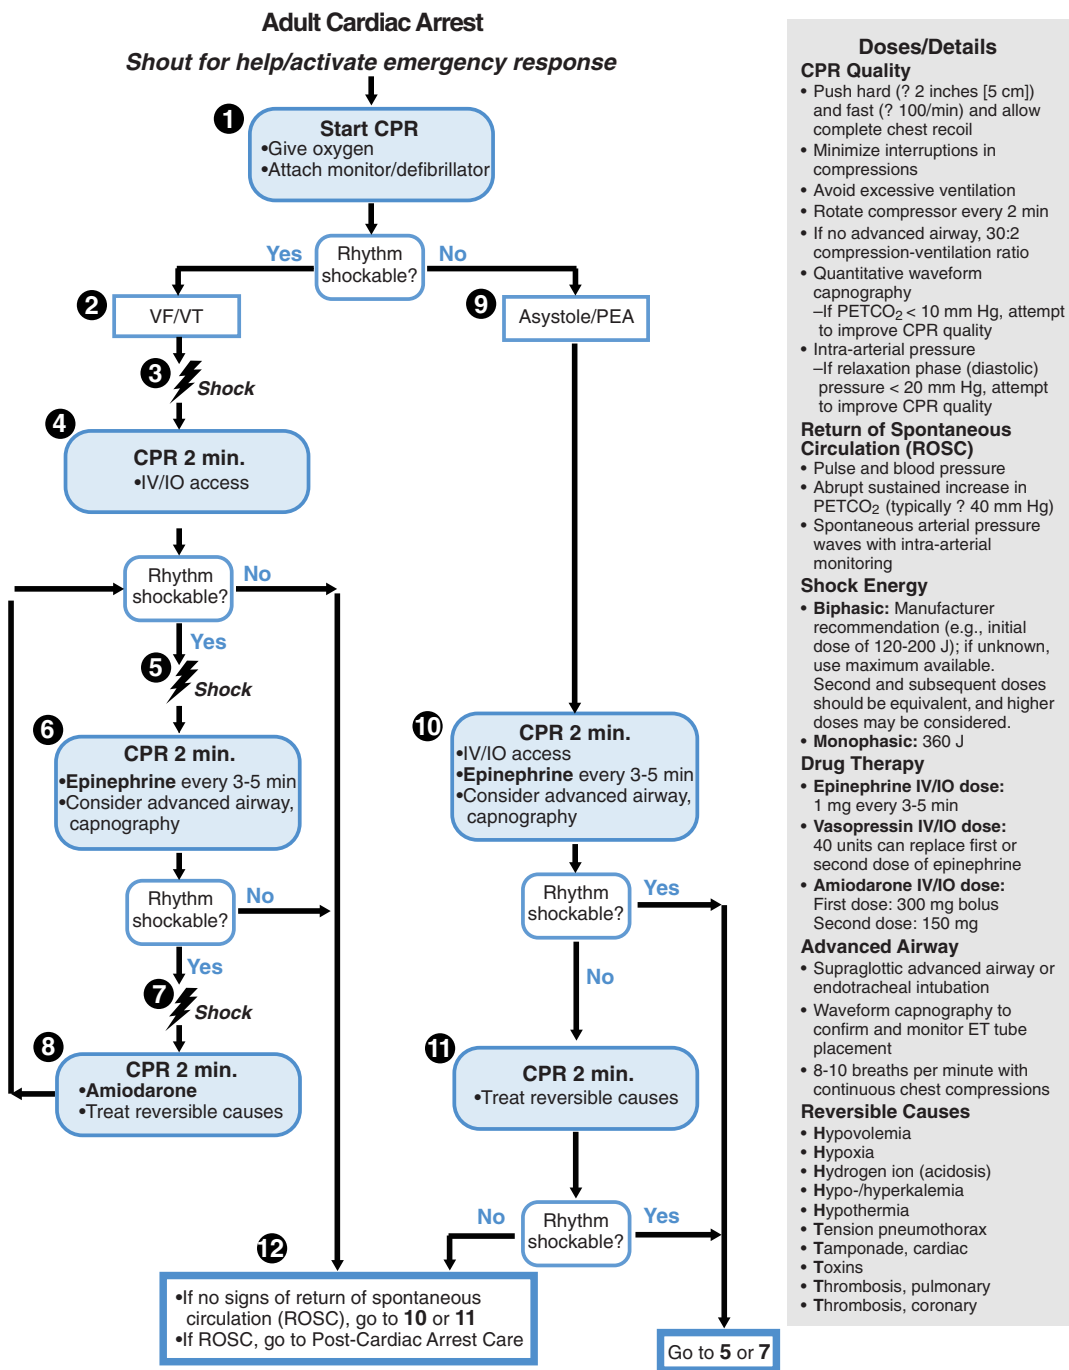 Adult Cardiac Arrest
Shout for help/activate emergency response
1
Start CPR
•Give oxygen
•Attach monitor/defibrillator
Yes
Rhythm
shockable?
No
2
VF/VT
9
Asystole/PEA
3
Shock
4
CPR 2 min.
•IV/IO access
Rhythm
shockable?
No
Yes
5
Shock
6
CPR 2 min.
•Epinephrine every 3-5 min
•Consider advanced airway,
capnography
Rhythm
shockable?
No
Yes
7
Shock
8
CPR 2 min.
•Amiodarone
•Treat reversible causes
10
CPR 2 min.
•IV/IO access
•Epinephrine every 3-5 min
•Consider advanced airway,
capnography
Rhythm
shockable?
Yes
No
11
CPR 2 min.
•Treat reversible causes
No
Rhythm
shockable?
Yes
12
•If no signs of return of spontaneous
circulation (ROSC), go to 10 or 11
•If ROSC, go to Post-Cardiac Arrest Care
Go to 5 or 7
Doses/Details
CPR Quality
• Push hard (? 2 inches [5 cm])
and fast (? 100/min) and allow
complete chest recoil
• Minimize interruptions in
compressions
• Avoid excessive ventilation
• Rotate compressor every 2 min
• If no advanced airway, 30:2
compression-ventilation ratio
• Quantitative waveform
capnography
–If PETCO₂ < 10 mm Hg, attempt
to improve CPR quality
• Intra-arterial pressure
–If relaxation phase (diastolic)
pressure < 20 mm Hg, attempt
to improve CPR quality
Return of Spontaneous
Circulation (ROSC)
• Pulse and blood pressure
• Abrupt sustained increase in
PETCO₂ (typically ? 40 mm Hg)
• Spontaneous arterial pressure
waves with intra-arterial
monitoring
Shock Energy
• Biphasic: Manufacturer
recommendation (e.g., initial
dose of 120-200 J); if unknown,
use maximum available.
Second and subsequent doses
should be equivalent, and higher
doses may be considered.
• Monophasic: 360 J
Drug Therapy
• Epinephrine IV/IO dose:
1 mg every 3-5 min
• Vasopressin IV/IO dose:
40 units can replace first or
second dose of epinephrine
• Amiodarone IV/IO dose:
First dose: 300 mg bolus
Second dose: 150 mg
Advanced Airway
• Supraglottic advanced airway or
endotracheal intubation
• Waveform capnography to
confirm and monitor ET tube
placement
• 8-10 breaths per minute with
continuous chest compressions
Reversible Causes
• Hypovolemia
• Hypoxia
• Hydrogen ion (acidosis)
• Hypo-/hyperkalemia
• Hypothermia
• Tension pneumothorax
• Tamponade, cardiac
• Toxins
• Thrombosis, pulmonary
• Thrombosis, coronary